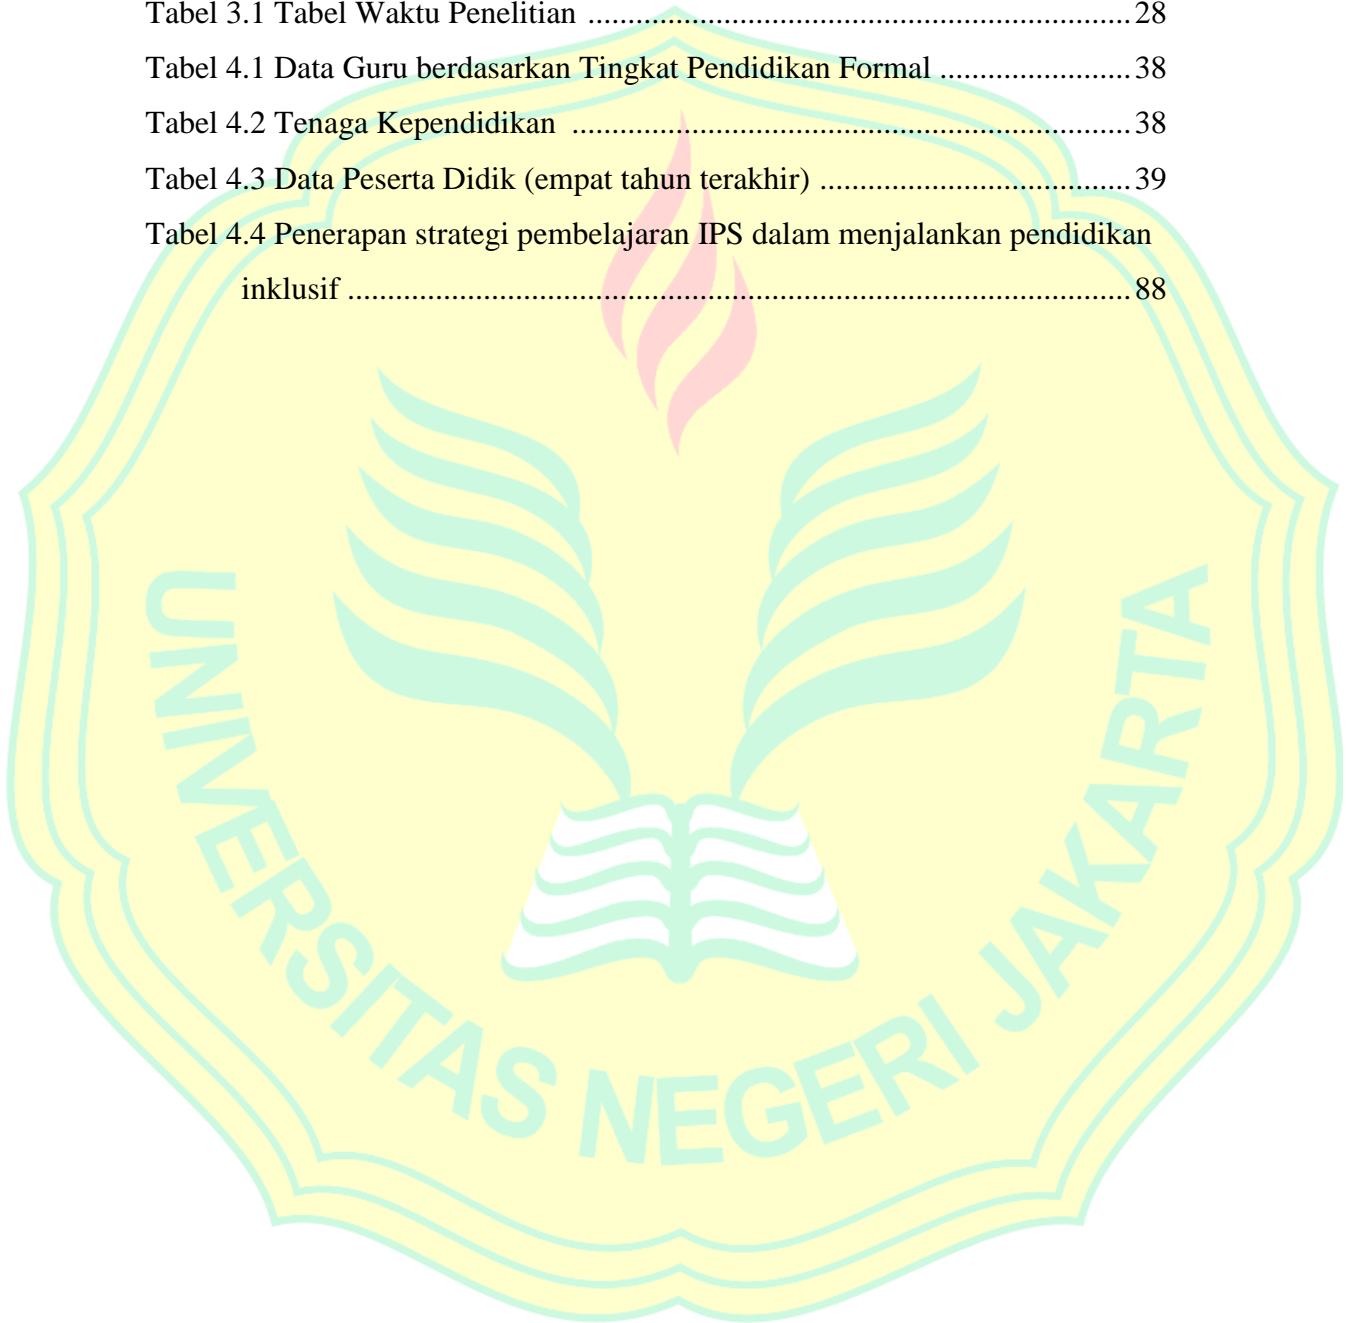 Tabel 3.1 Tabel Waktu Penelitian .......................................................... 28
Tabel 4.1 Data Guru berdasarkan Tingkat Pendidikan Formal .................... 38
Tabel 4.2 Tenaga Kependidikan ............................................................ 38
Tabel 4.3 Data Peserta Didik (empat tahun terakhir) ................................. 39
Tabel 4.4 Penerapan strategi pembelajaran IPS dalam menjalankan pendidikan
inklusif ................................................................................... 88
UNIVERSITAS NEGERI JAKARTA